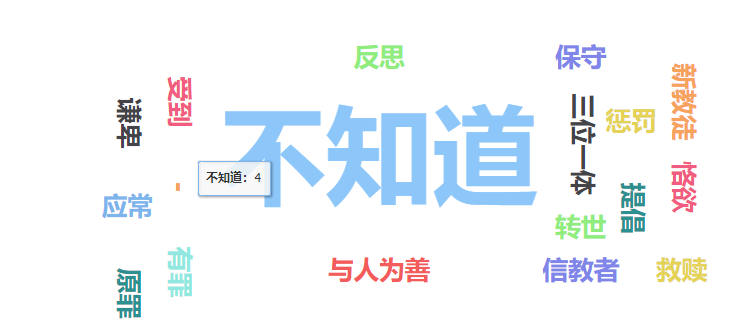 反思
保守
新教徒
受到
谦卑
三位一体
惩罚
不知道
不知道：4
-
恪欲
提倡
应常
转世
有罪
与人为善
信教者
救赎
原罪